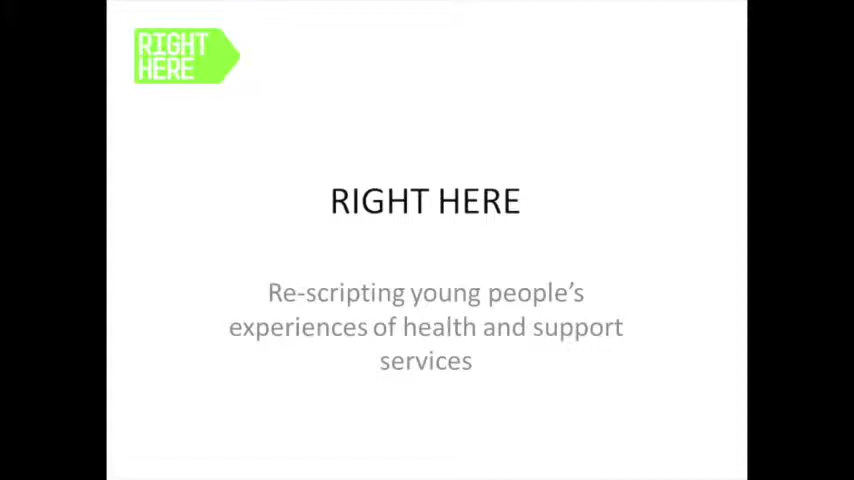 RIGHT
HERE
RIGHT HERE
Re-scripting young people's
experiences of health and support
services